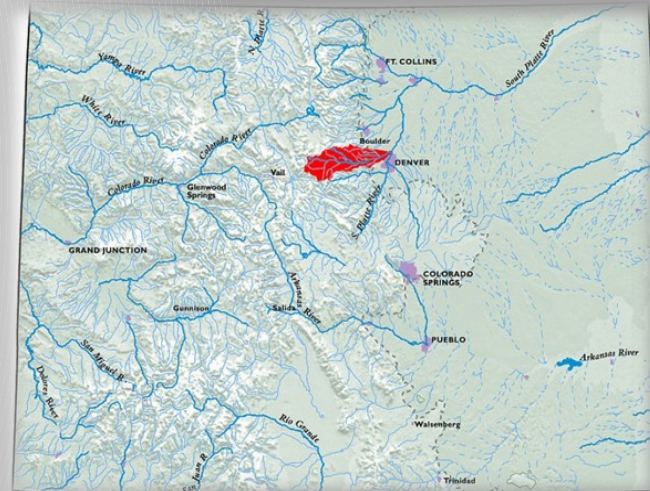 N. Platte R
FT. COLLINS
South Platte River
Yampa River
White River
Colorado River
Boulder
DENVER
Vail
Colorado River
Glenwood
Springs
S. Platte River
GRAND JUNCTION
COLORADO
SPRINGS
Arkansas River
Gunnison
Salida
PUEBLO
San Miguel R.
Arkansas River
Dolores River
Rio Grande
Walsenberg
San Juan R
Trinidad